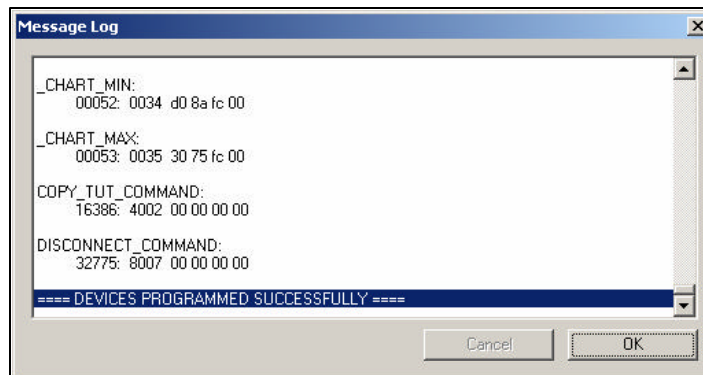 Message Log
_CHART_MIN:
00052: 0034 d0 8a fc 00
_CHART_MAX:
00053: 0035 30 75 fc 00
COPY_TUT_COMMAND:
16386: 4002 00 00 00 00
DISCONNECT_COMMAND:
32775: 8007 00 00 00 00
==== DEVICES PROGRAMMED SUCCESSFULLY ====
Cancel
OK